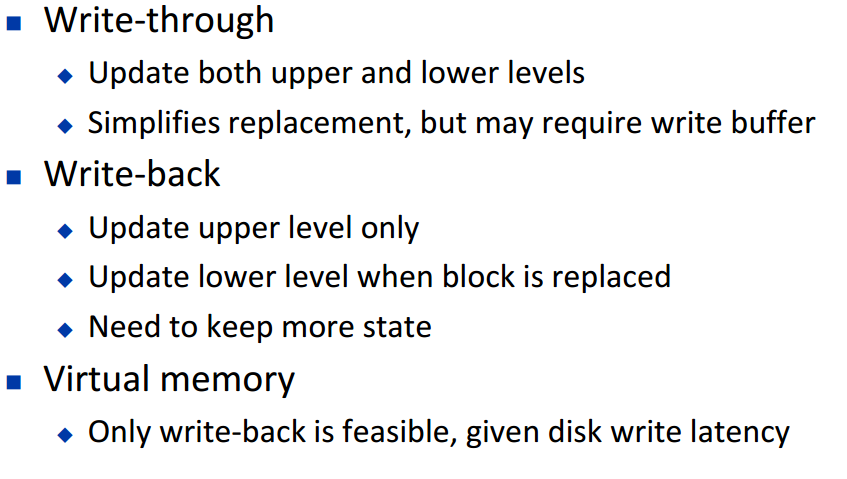 Write-through
Update both upper and lower levels
Simplifies replacement, but may require write buffer
Write-back
Update upper level only
Update lower level when block is replaced
Need to keep more state
Virtual memory
Only write-back is feasible, given disk write latency